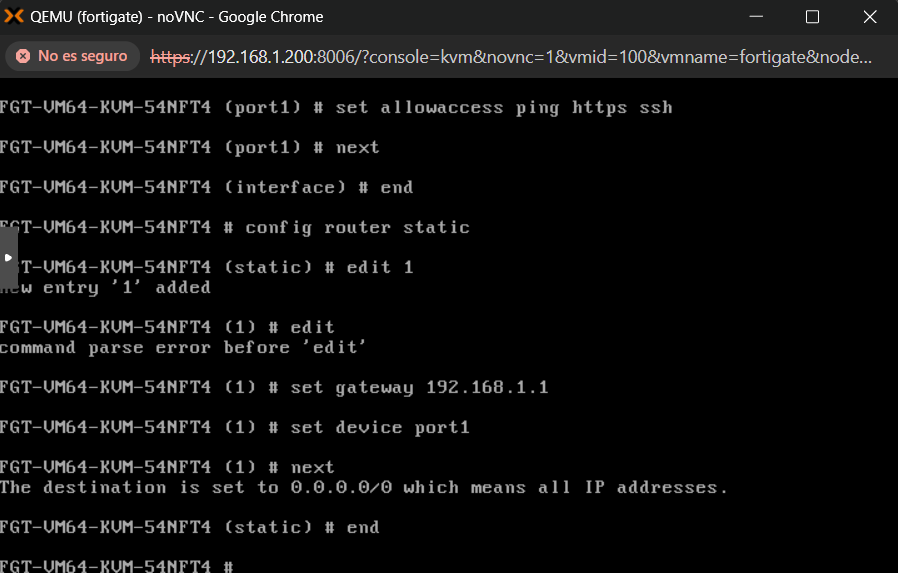 QEMU (fortigate) - noVNC - Google Chrome
No es seguro https://192.168.1.200:8006/?console=kvm&novnc=1&vmid=100&vmname=fortigate&node...
FGT-VM64-KVM-54NFT4 (port1) # set allowaccess ping https ssh
FGT-VM64-KVM-54NFT4 (port1) # next
FGT-VM64-KVM-54NFT4 (interface) # end
FGT-VM64-KVM-54NFT4 # config router static
FGT-VM64-KVM-54NFT4 (static) # edit 1
new entry '1' added
FGT-VM64-KVM-54NFT4 (1) # edit
command parse error before 'edit'
FGT-VM64-KVM-54NFT4 (1) # set gateway 192.168.1.1
FGT-VM64-KVM-54NFT4 (1) # set device port1
FGT-VM64-KVM-54NFT4 (1) # next
The destination is set to 0.0.0.0/0 which means all IP addresses.
FGT-VM64-KVM-54NFT4 (static) # end
FGT-VM64-KVM-54NFT4 #